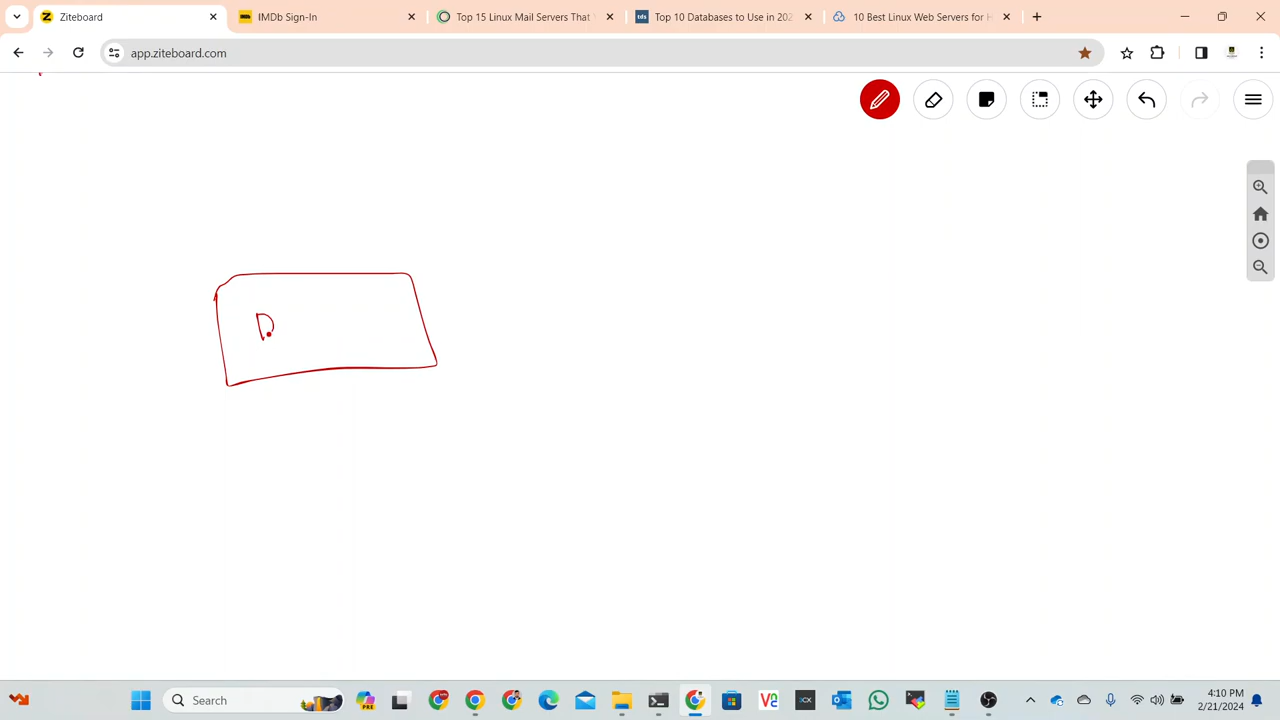 Ziteboard
IMDb Sign-In
Top 15 Linux Mail Servers That
Top 10 Databases to Use in 202
10 Best Linux Web Servers for H
app.ziteboard.com
D
Search
PRE
4:10 PM
2/21/2024